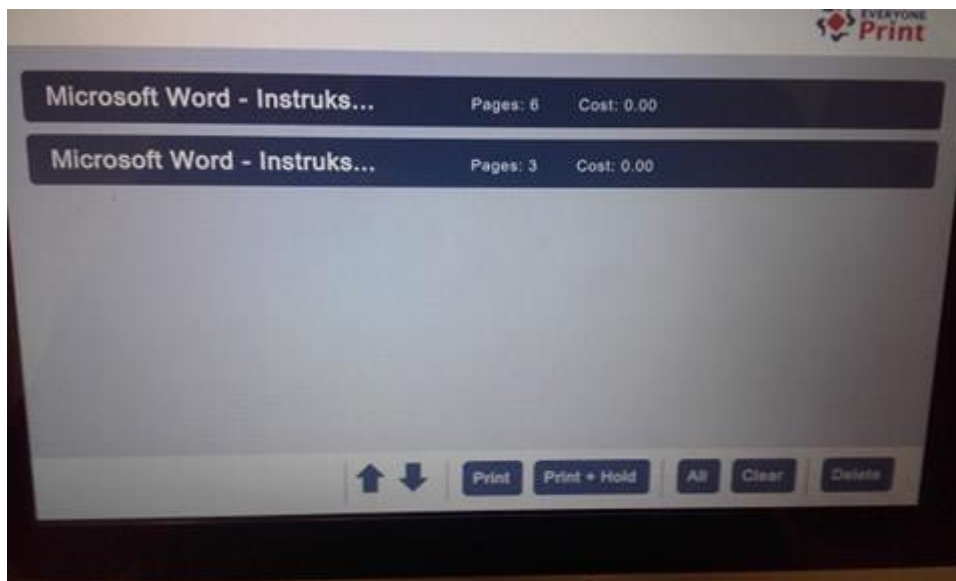 EVERYONE
Print
Microsoft Word - Instruks... Pages: 6 Cost: 0.00
Microsoft Word - Instruks... Pages: 3 Cost: 0.00
Print Print + Hold All Clear Delete